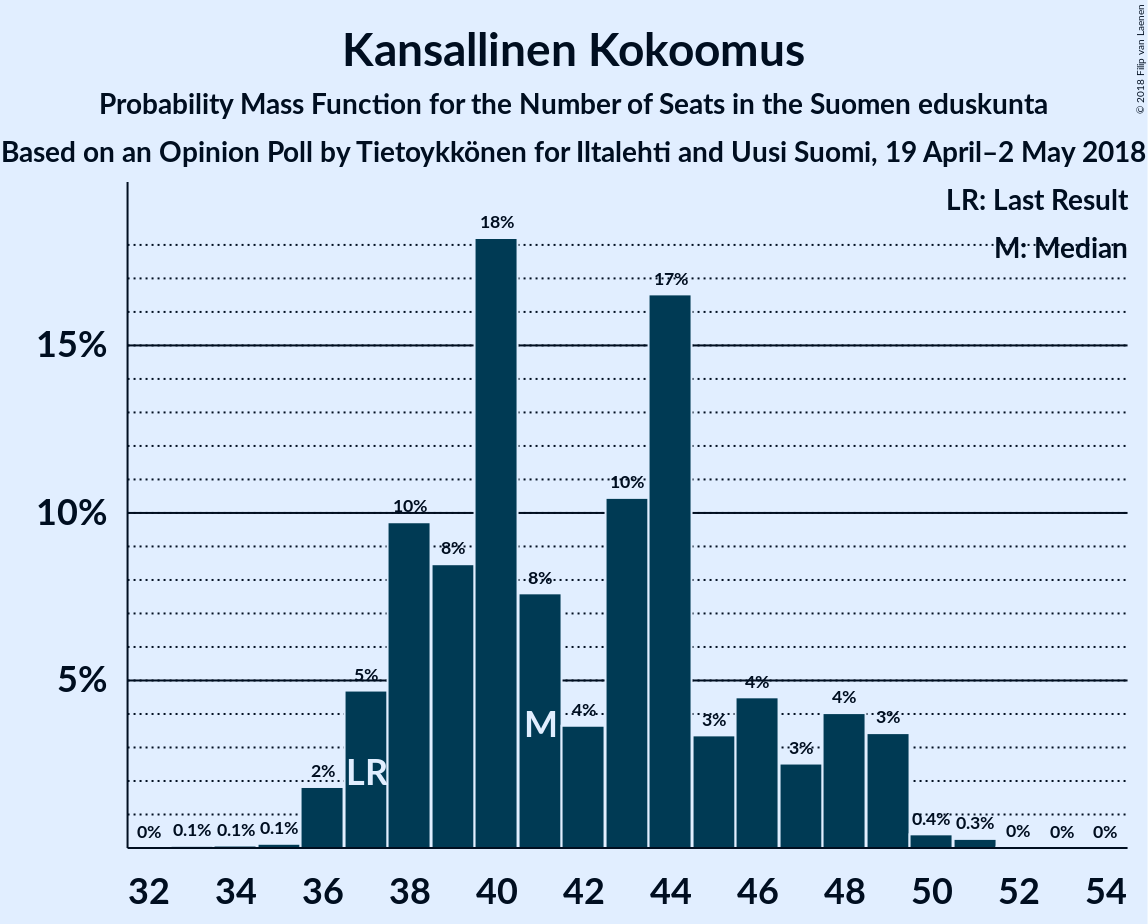 Kansallinen Kokoomus
Probability Mass Function for the Number of Seats in the Suomen eduskunta
Based on an Opinion Poll by Tietoykkönen for Iltalehti and Uusi Suomi, 19 April–2 May 2018
© 2018 Filip van Laenen
LR: Last Result
M: Median
15%
10%
5%
0%
0.1%
0.1%
0.1%
2%
5%
10%
8%
18%
8%
4%
10%
17%
3%
4%
3%
4%
3%
0.4%
0.3%
0%
0%
0%
LR
M
32 34 36 38 40 42 44 46 48 50 52 54